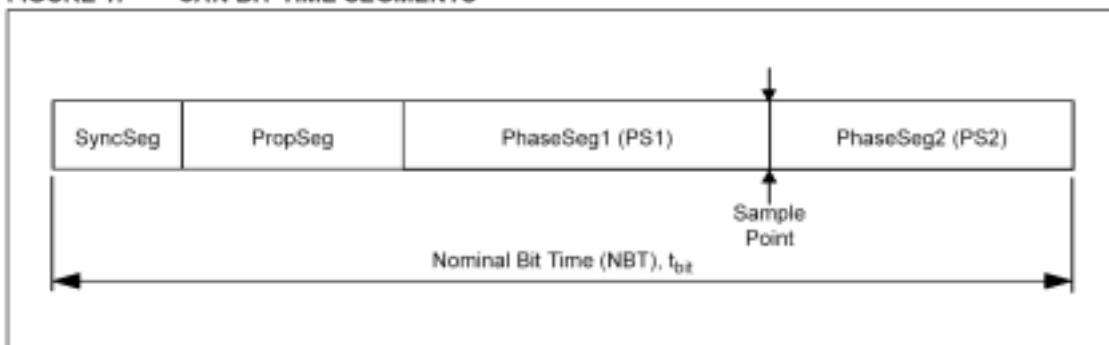 SyncSeg PropSeg PhaseSeg1 (PS1) PhaseSeg2 (PS2)
Sample
Point
Nominal Bit Time (NBT), tbit